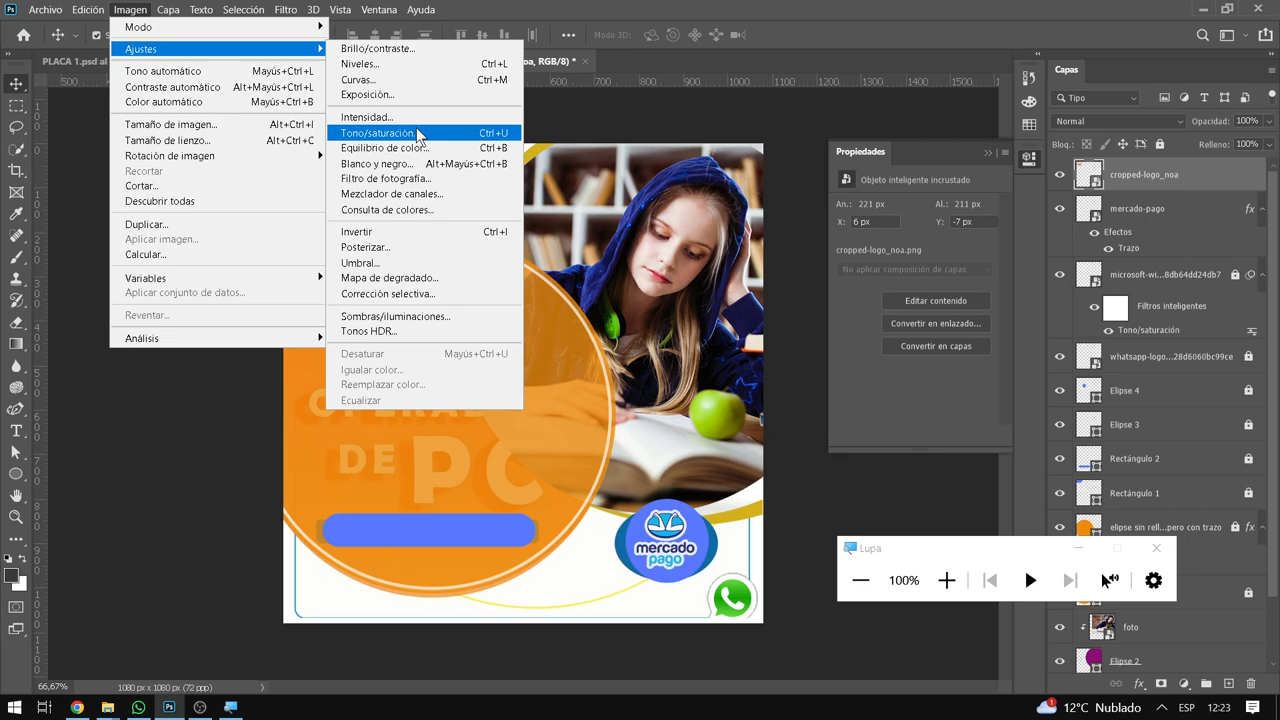 Archivo Edición Imagen Capa Texto Selección Filtro 3D Vista Ventana Ayuda
Modo
Ajustes
Tono automático Mayús+Ctrl+L
Contraste automático Alt+Mayús+Ctrl+L
Color automático Mayús+Ctrl+B
Tamaño de imagen... Alt+Ctrl+I
Tamaño de lienzo... Alt+Ctrl+C
Rotación de imagen
Recortar
Cortar...
Descubrir todas
Duplicar...
Aplicar imagen...
Calcular...
Variables
Aplicar conjunto de datos...
Reventar...
Análisis
Brillo/contraste...
Niveles... Ctrl+L
Curvas... Ctrl+M
Exposición...
Intensidad...
Tono/saturación... Ctrl+U
Equilibrio de color... Ctrl+B
Blanco y negro... Alt+Mayús+Ctrl+B
Filtro de fotografía...
Mezclador de canales...
Consulta de colores...
Invertir Ctrl+I
Posterizar...
Umbral...
Mapa de degradado...
Corrección selectiva...
Sombras/iluminaciones...
Tonos HDR...
Desaturar Mayús+Ctrl+U
Igualar color...
Reemplazar color...
Ecualizar
Modo 3D:
PLACA 1.psd al
oa, RGB/8) *
500 600 1000 1100 1200 1300 1400 1500
DE PC
mercado
pago
Propiedades
Objeto inteligente incrustado
An.: 221 px Al.: 211 px
X: 6 px Y: -7 px
cropped-logo_noa.png
No aplicar composición de capas
Editar contenido
Convertir en enlazado...
Convertir en capas
Capas
Tipo
Normal Opacidad: 100%
Bloq.: Relleno: 100%
cropped-logo_noa
mercado-pago fx
Efectos
Trazo
microsoft-wi...8db64dd24db7
Filtros inteligentes
Tono/saturación
whatsapp-logo...28d6060bc99ce
Elipse 4
Elipse 3
Rectángulo 2
Rectángulo 1
elipse sin rell...pero con trazo fx
foto
Elipse 2
Lupa
100%
66,67% 1080 px x 1080 px (72 ppp)
12°C Nublado ESP 12:23